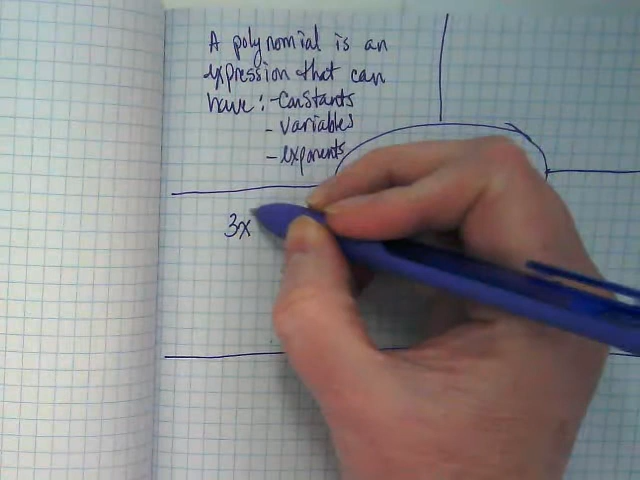 A polynomial is an
expression that can
have: - Constants
- variables
- exponents
3x